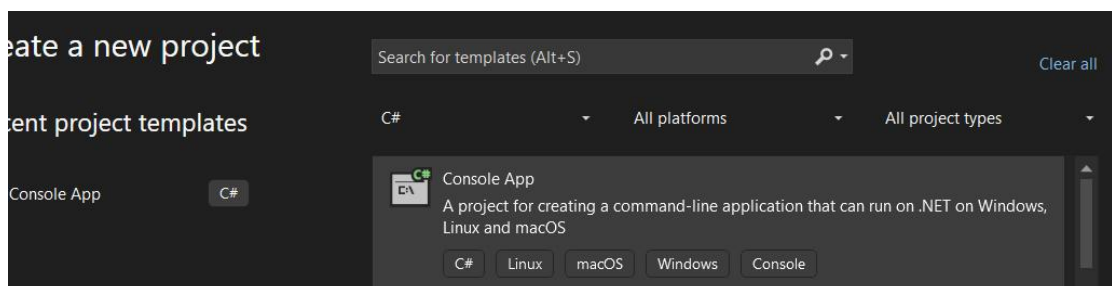 eate a new project
Search for templates (Alt+S)
Clear all
cent project templates
C#
All platforms
All project types
Console App
C#
C:\
C#
Console App
A project for creating a command-line application that can run on .NET on Windows,
Linux and macOS
C#
Linux
macOS
Windows
Console